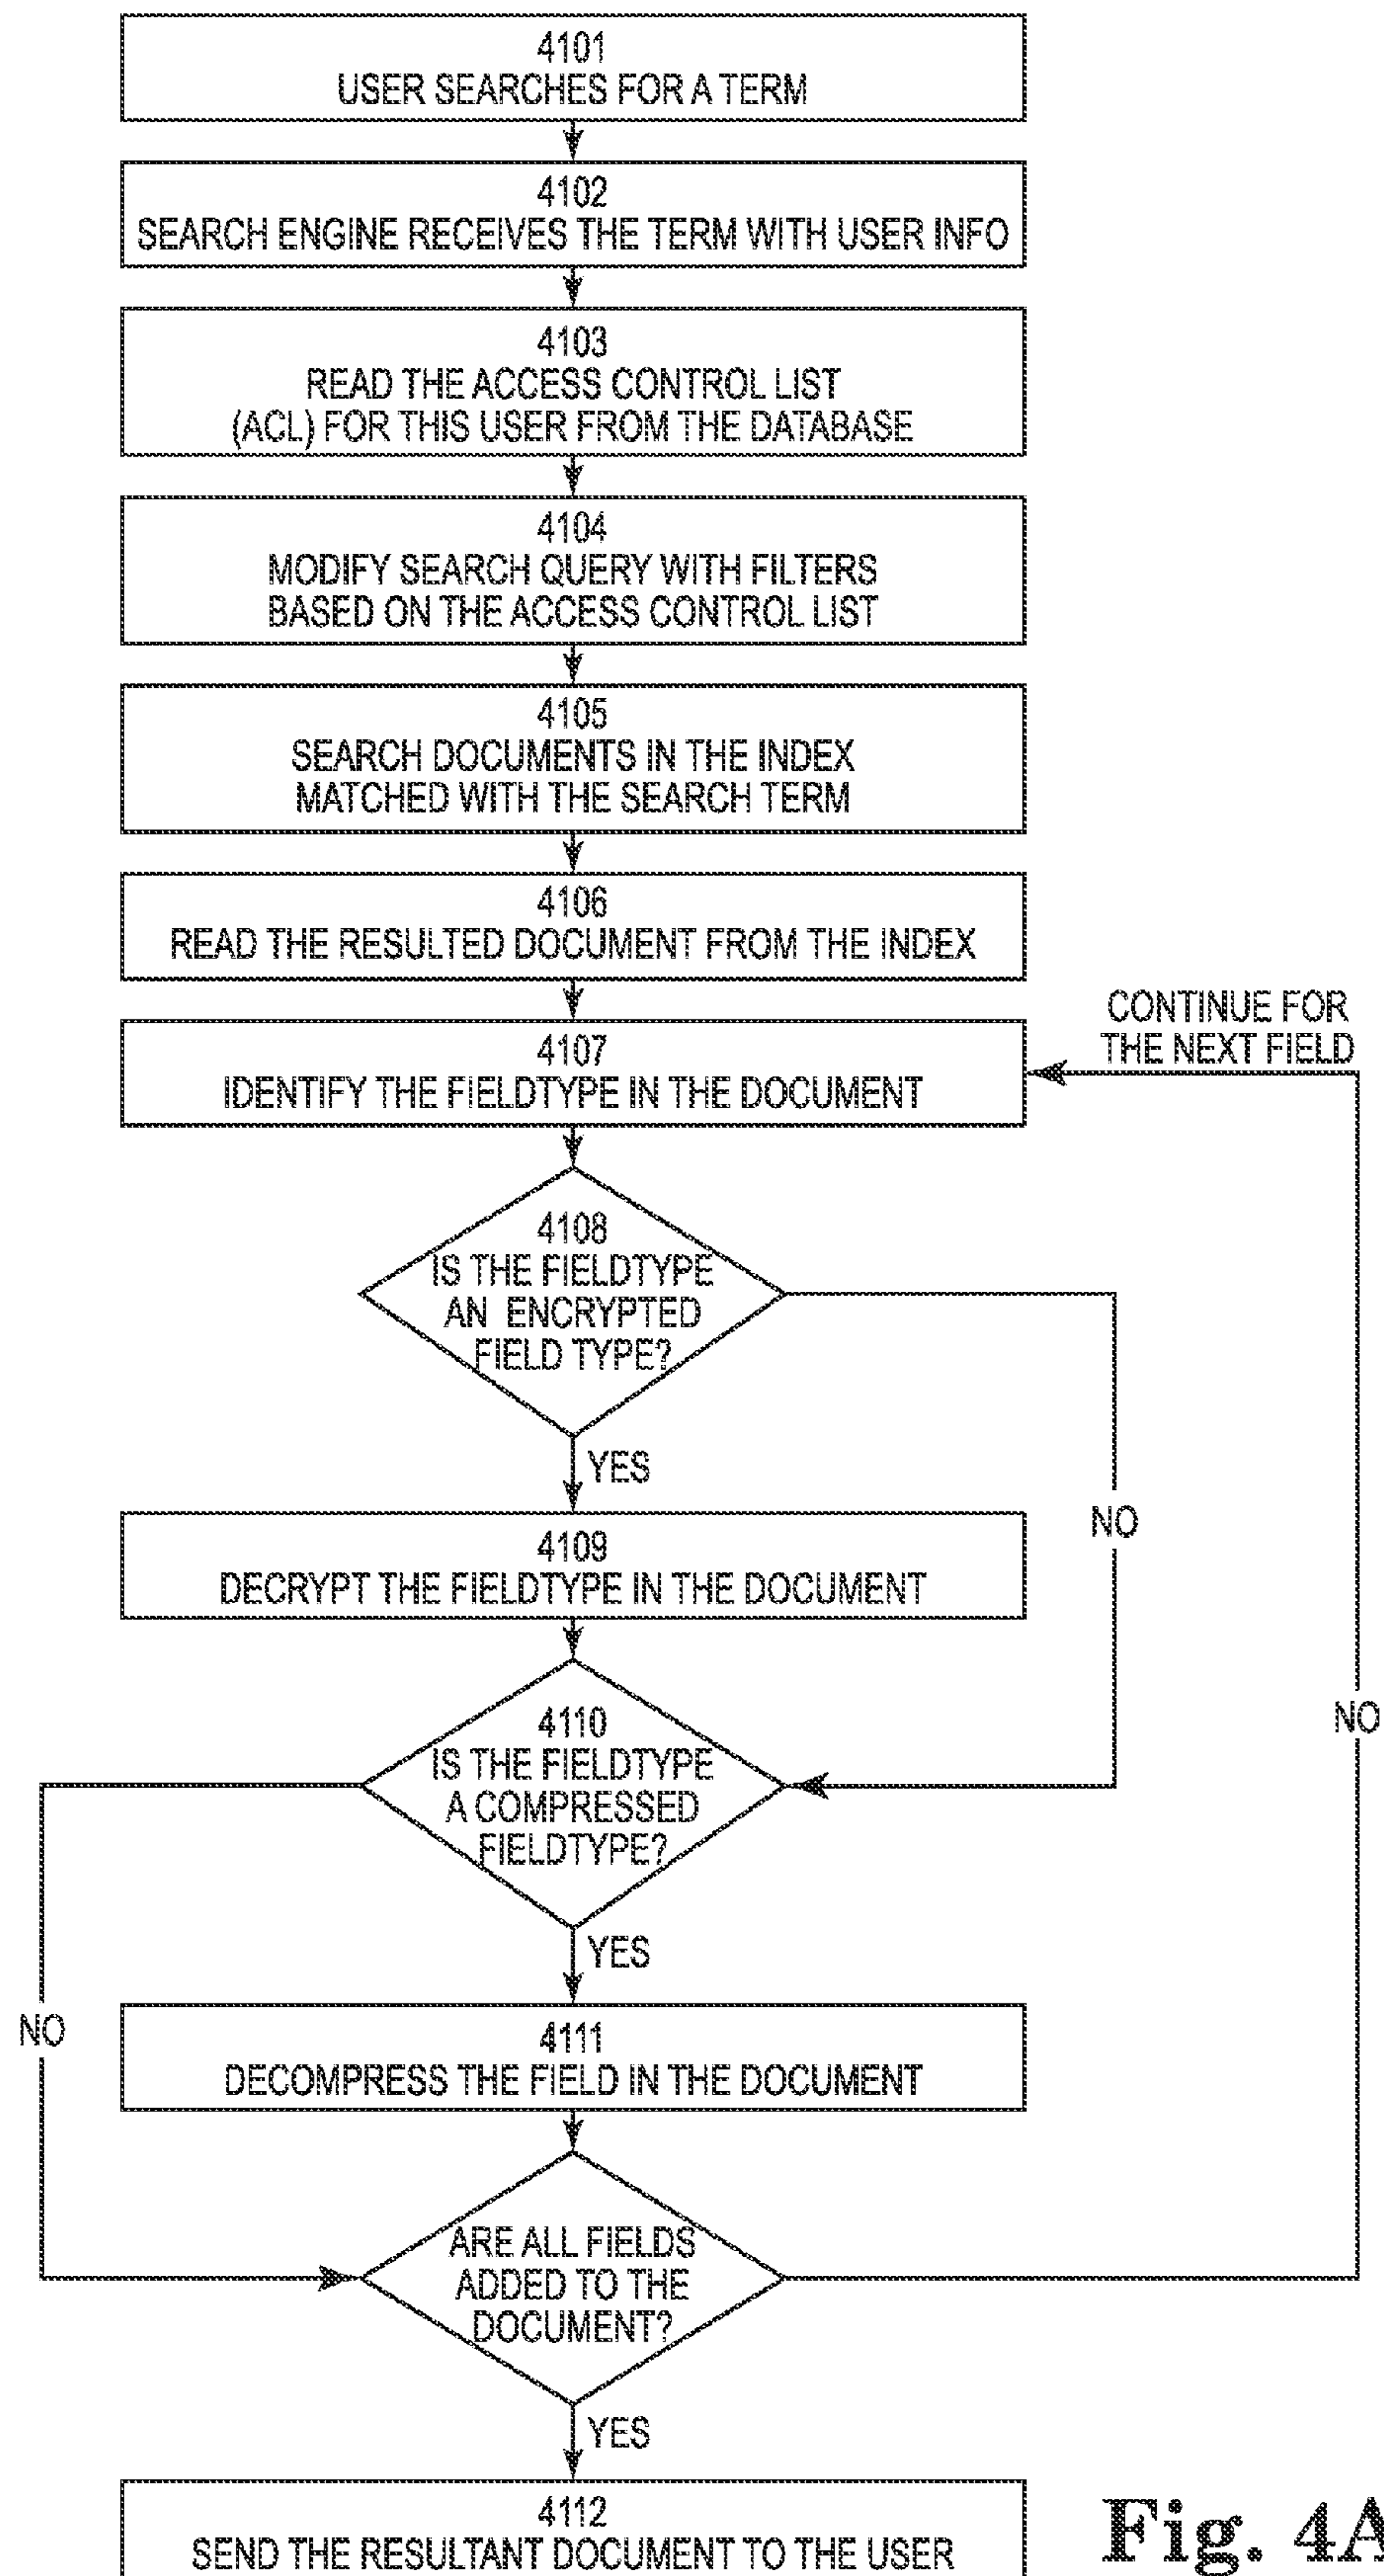 4101
USER SEARCHES FOR A TERM
4102
SEARCH ENGINE RECEIVES THE TERM WITH USER INFO
4103
READ THE ACCESS CONTROL LIST
(ACL) FOR THIS USER FROM THE DATABASE
4104
MODIFY SEARCH QUERY WITH FILTERS
BASED ON THE ACCESS CONTROL LIST
4105
SEARCH DOCUMENTS IN THE INDEX
MATCHED WITH THE SEARCH TERM
4106
READ THE RESULTED DOCUMENT FROM THE INDEX
CONTINUE FOR
THE NEXT FIELD
4107
IDENTIFY THE FIELDTYPE IN THE DOCUMENT
4108
IS THE FIELDTYPE
AN ENCRYPTED
FIELD TYPE?
YES
NO
4109
DECRYPT THE FIELDTYPE IN THE DOCUMENT
NO
4110
IS THE FIELDTYPE
A COMPRESSED
FIELDTYPE?
YES
NO
4111
DECOMPRESS THE FIELD IN THE DOCUMENT
ARE ALL FIELDS
ADDED TO THE
DOCUMENT?
YES
4112
SEND THE RESULTANT DOCUMENT TO THE USER
Fig. 4A